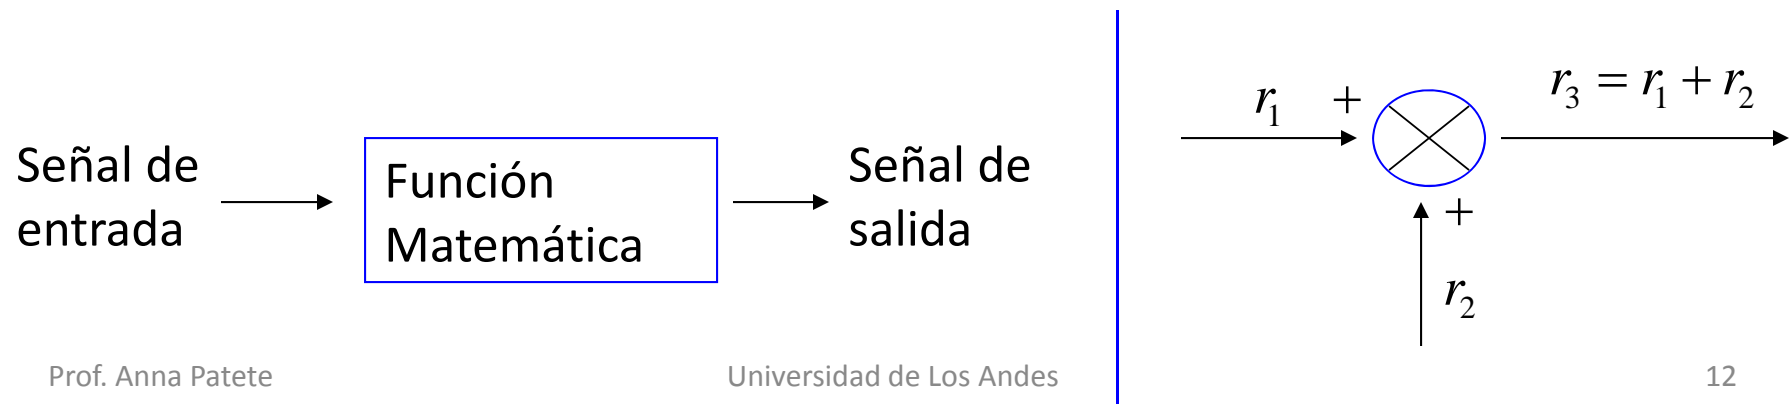 Señal de
entrada
Función
Matemática
Señal de
salida
r₁ +
r₃ = r₁ + r₂
+
r₂
Prof. Anna Patete
Universidad de Los Andes
12